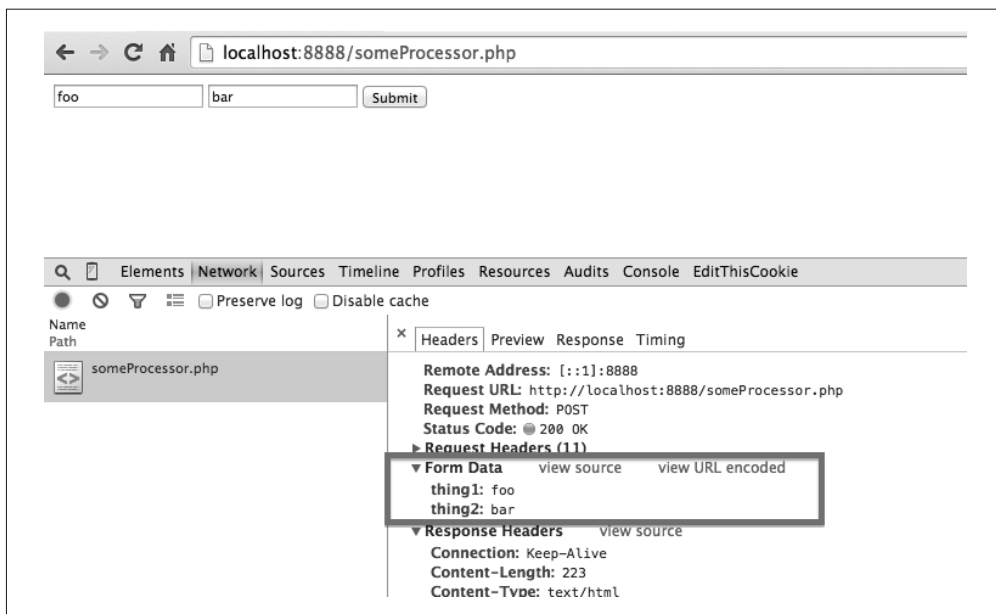 localhost:8888/someProcessor.php
foo bar Submit
Elements Network Sources Timeline Profiles Resources Audits Console EditThisCookie
Preserve log Disable cache
Name
Path
× Headers Preview Response Timing
someProcessor.php
Remote Address: [::1]:8888
Request URL: http://localhost:8888/someProcessor.php
Request Method: POST
Status Code: 200 OK
Request Headers (11)
Form Data view source view URL encoded
thing1: foo
thing2: bar
Response Headers view source
Connection: Keep-Alive
Content-Length: 223
Content-Type: text/html